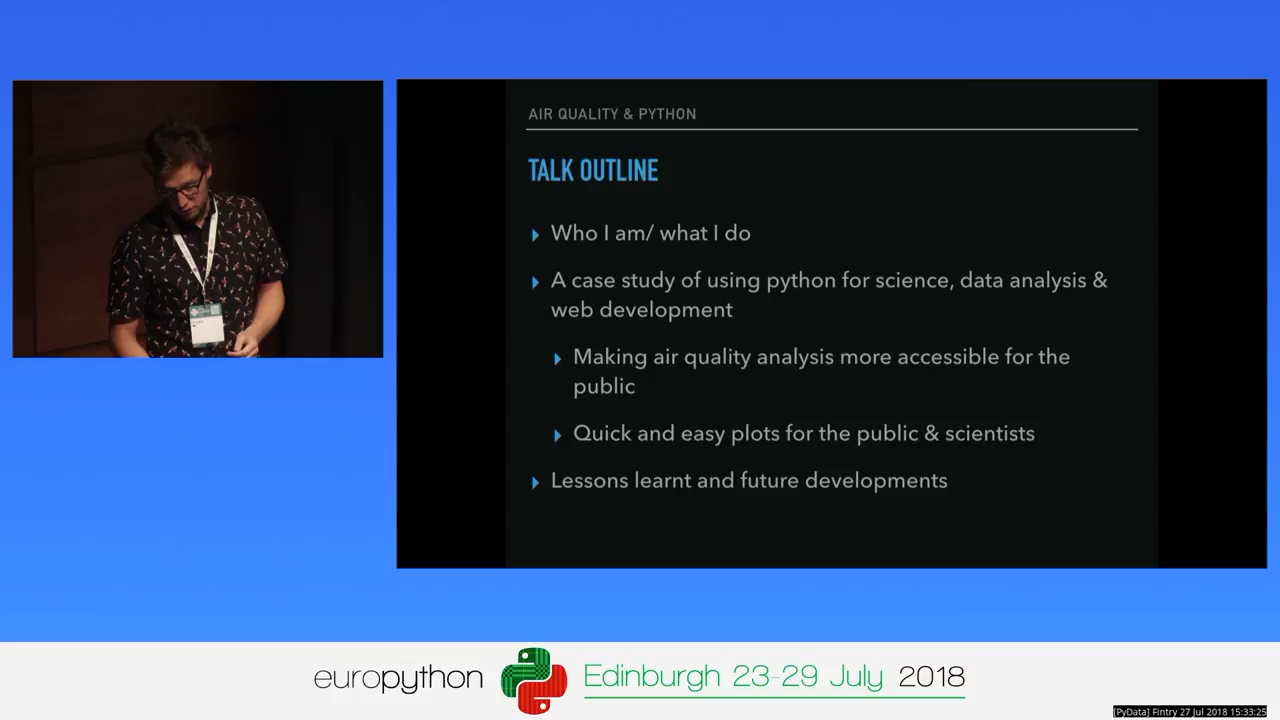 AIR QUALITY & PYTHON
TALK OUTLINE
Who I am/ what I do
A case study of using python for science, data analysis &
web development
Making air quality analysis more accessible for the
public
Quick and easy plots for the public & scientists
Lessons learnt and future developments
europython Edinburgh 23-29 July 2018
[PyData] Fintry 27 Jul 2018 15:33:25